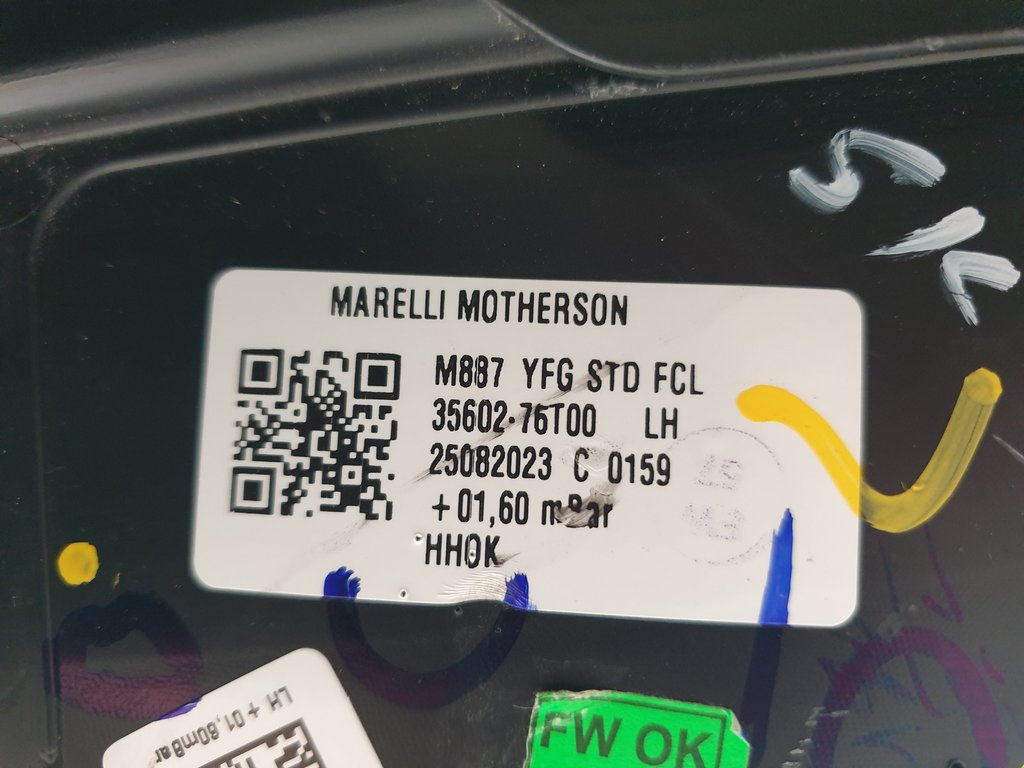 MARELLI MOTHERSON
M887 YFG STD FCL
35602-76T00 LH
25082023 C 0159
+01,60 mBar
HHOK
LH + 01,80mBar
FW OK